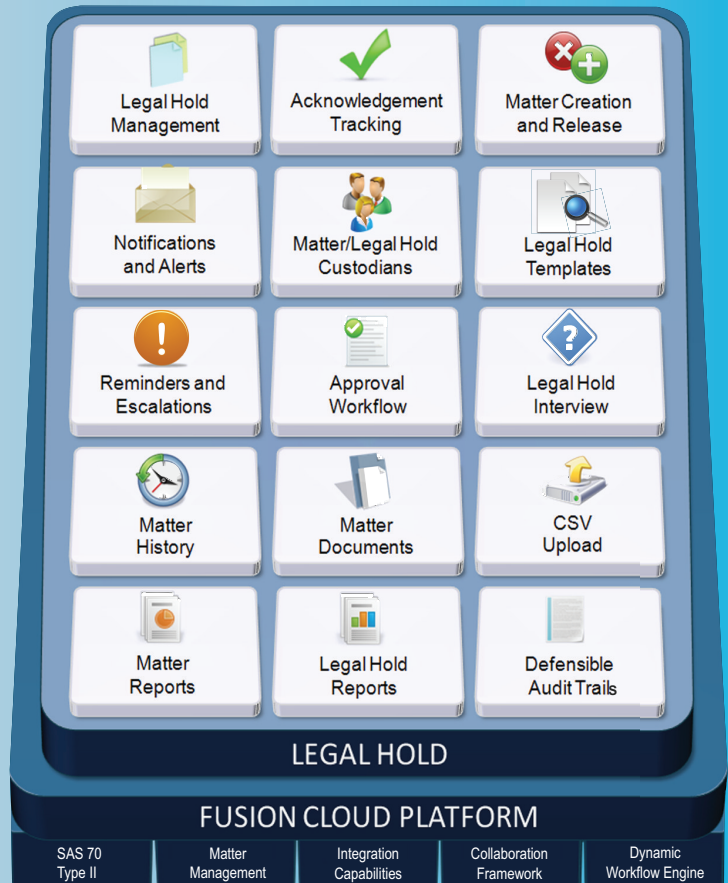 Legal Hold
Management
Acknowledgement
Tracking
Matter Creation
and Release
Notifications
and Alerts
Matter/Legal Hold
Custodians
Legal Hold
Templates
Reminders and
Escalations
Approval
Workflow
Legal Hold
Interview
Matter
History
Matter
Documents
CSV
Upload
Matter
Reports
Legal Hold
Reports
Defensible
Audit Trails
LEGAL HOLD
FUSION CLOUD PLATFORM
SAS 70
Type II
Matter
Management
Integration
Capabilities
Collaboration
Framework
Dynamic
Workflow Engine